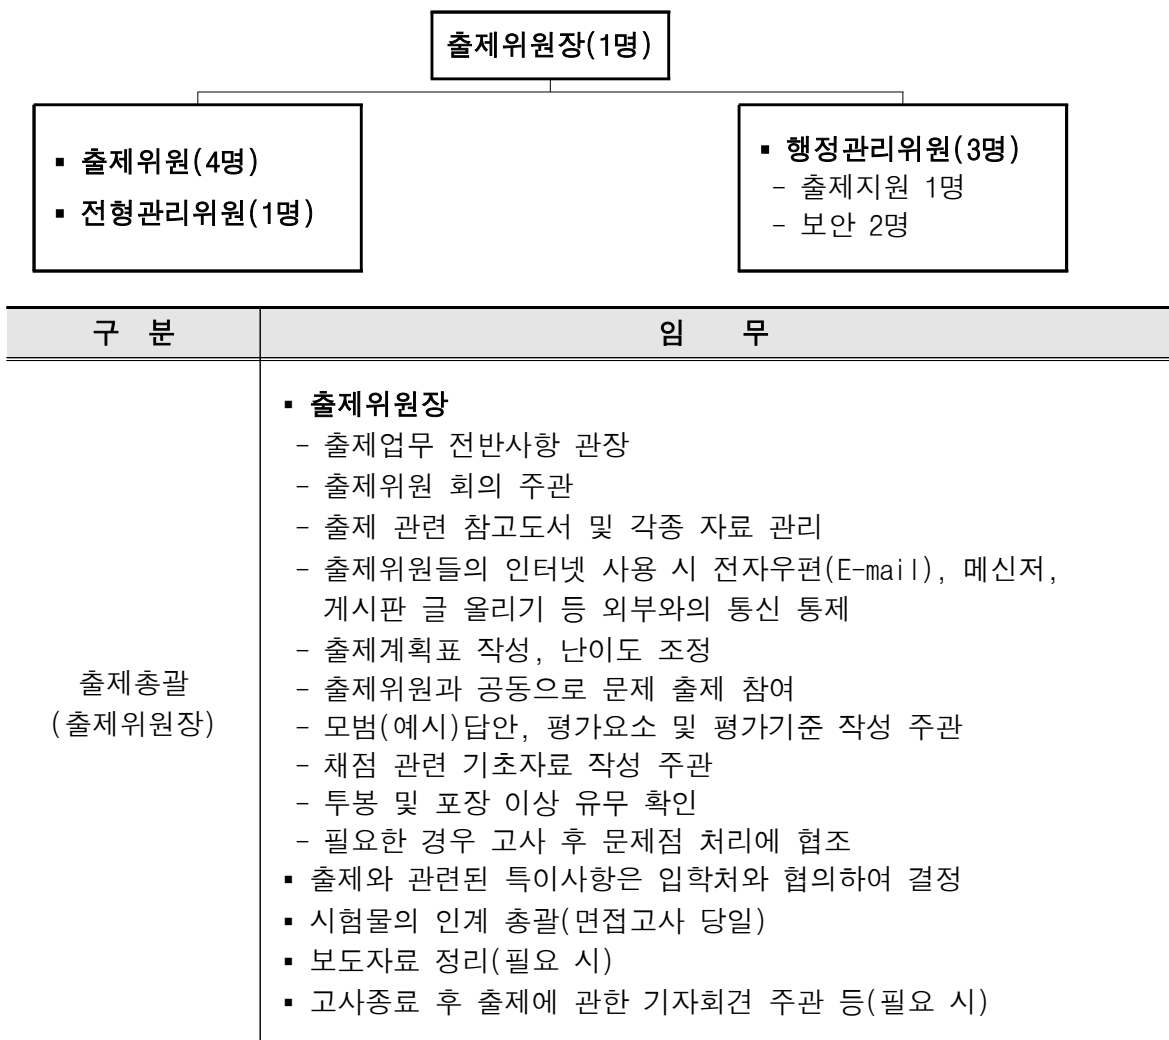 출제위원장(1명)
▪ 출제위원(4명)
▪ 전형관리위원(1명)
▪ 행정관리위원(3명)
- 출제지원 1명
- 보안 2명
구 분
임 무
출제총괄
(출제위원장)
▪ 출제위원장
- 출제업무 전반사항 관장
- 출제위원 회의 주관
- 출제 관련 참고도서 및 각종 자료 관리
- 출제위원들의 인터넷 사용 시 전자우편(E-mail), 메신저,
게시판 글 올리기 등 외부와의 통신 통제
- 출제계획표 작성, 난이도 조정
- 출제위원과 공동으로 문제 출제 참여
- 모범(예시)답안, 평가요소 및 평가기준 작성 주관
- 채점 관련 기초자료 작성 주관
- 투봉 및 포장 이상 유무 확인
- 필요한 경우 고사 후 문제점 처리에 협조
▪ 출제와 관련된 특이사항은 입학처와 협의하여 결정
▪ 시험물의 인계 총괄(면접고사 당일)
▪ 보도자료 정리(필요 시)
▪ 고사종료 후 출제에 관한 기자회견 주관 등(필요 시)